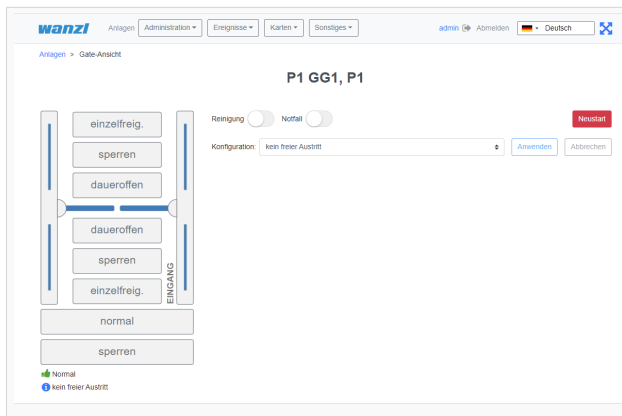 wanzl Anlagen Administration Ereignisse Karten Sonstiges admin Abmelden Deutsch
Anlagen > Gate-Ansicht
P1 GG1, P1
Reinigung Notfall Neustart
Konfiguration: kein freier Austritt Anwenden Abbrechen
einzelfreig.
sperren
daueroffen
daueroffen
sperren
einzelfreig.
EINGANG
normal
sperren
Normal
kein freier Austritt